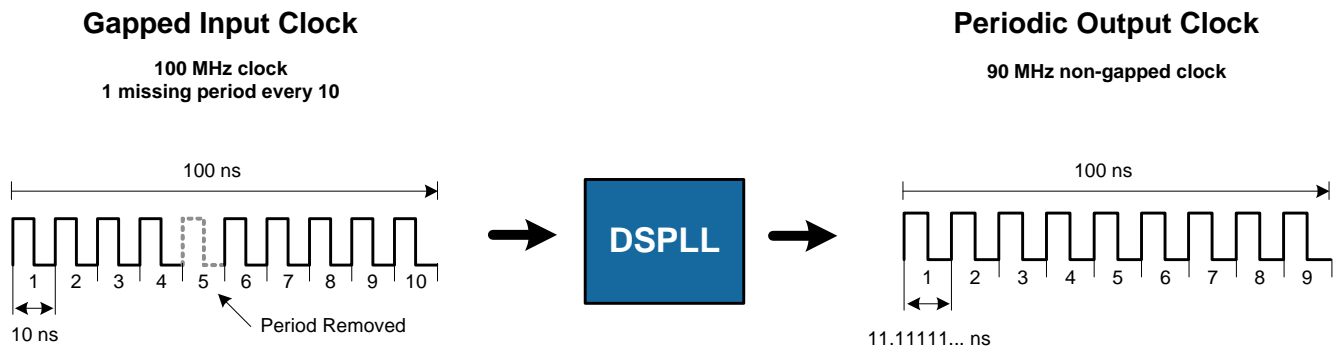 Gapped Input Clock
100 MHz clock
1 missing period every 10
100 ns
1 2 3 4 5 6 7 8 9 10
10 ns
Period Removed
DSPLL
Periodic Output Clock
90 MHz non-gapped clock
100 ns
1 2 3 4 5 6 7 8 9
11.11111... ns